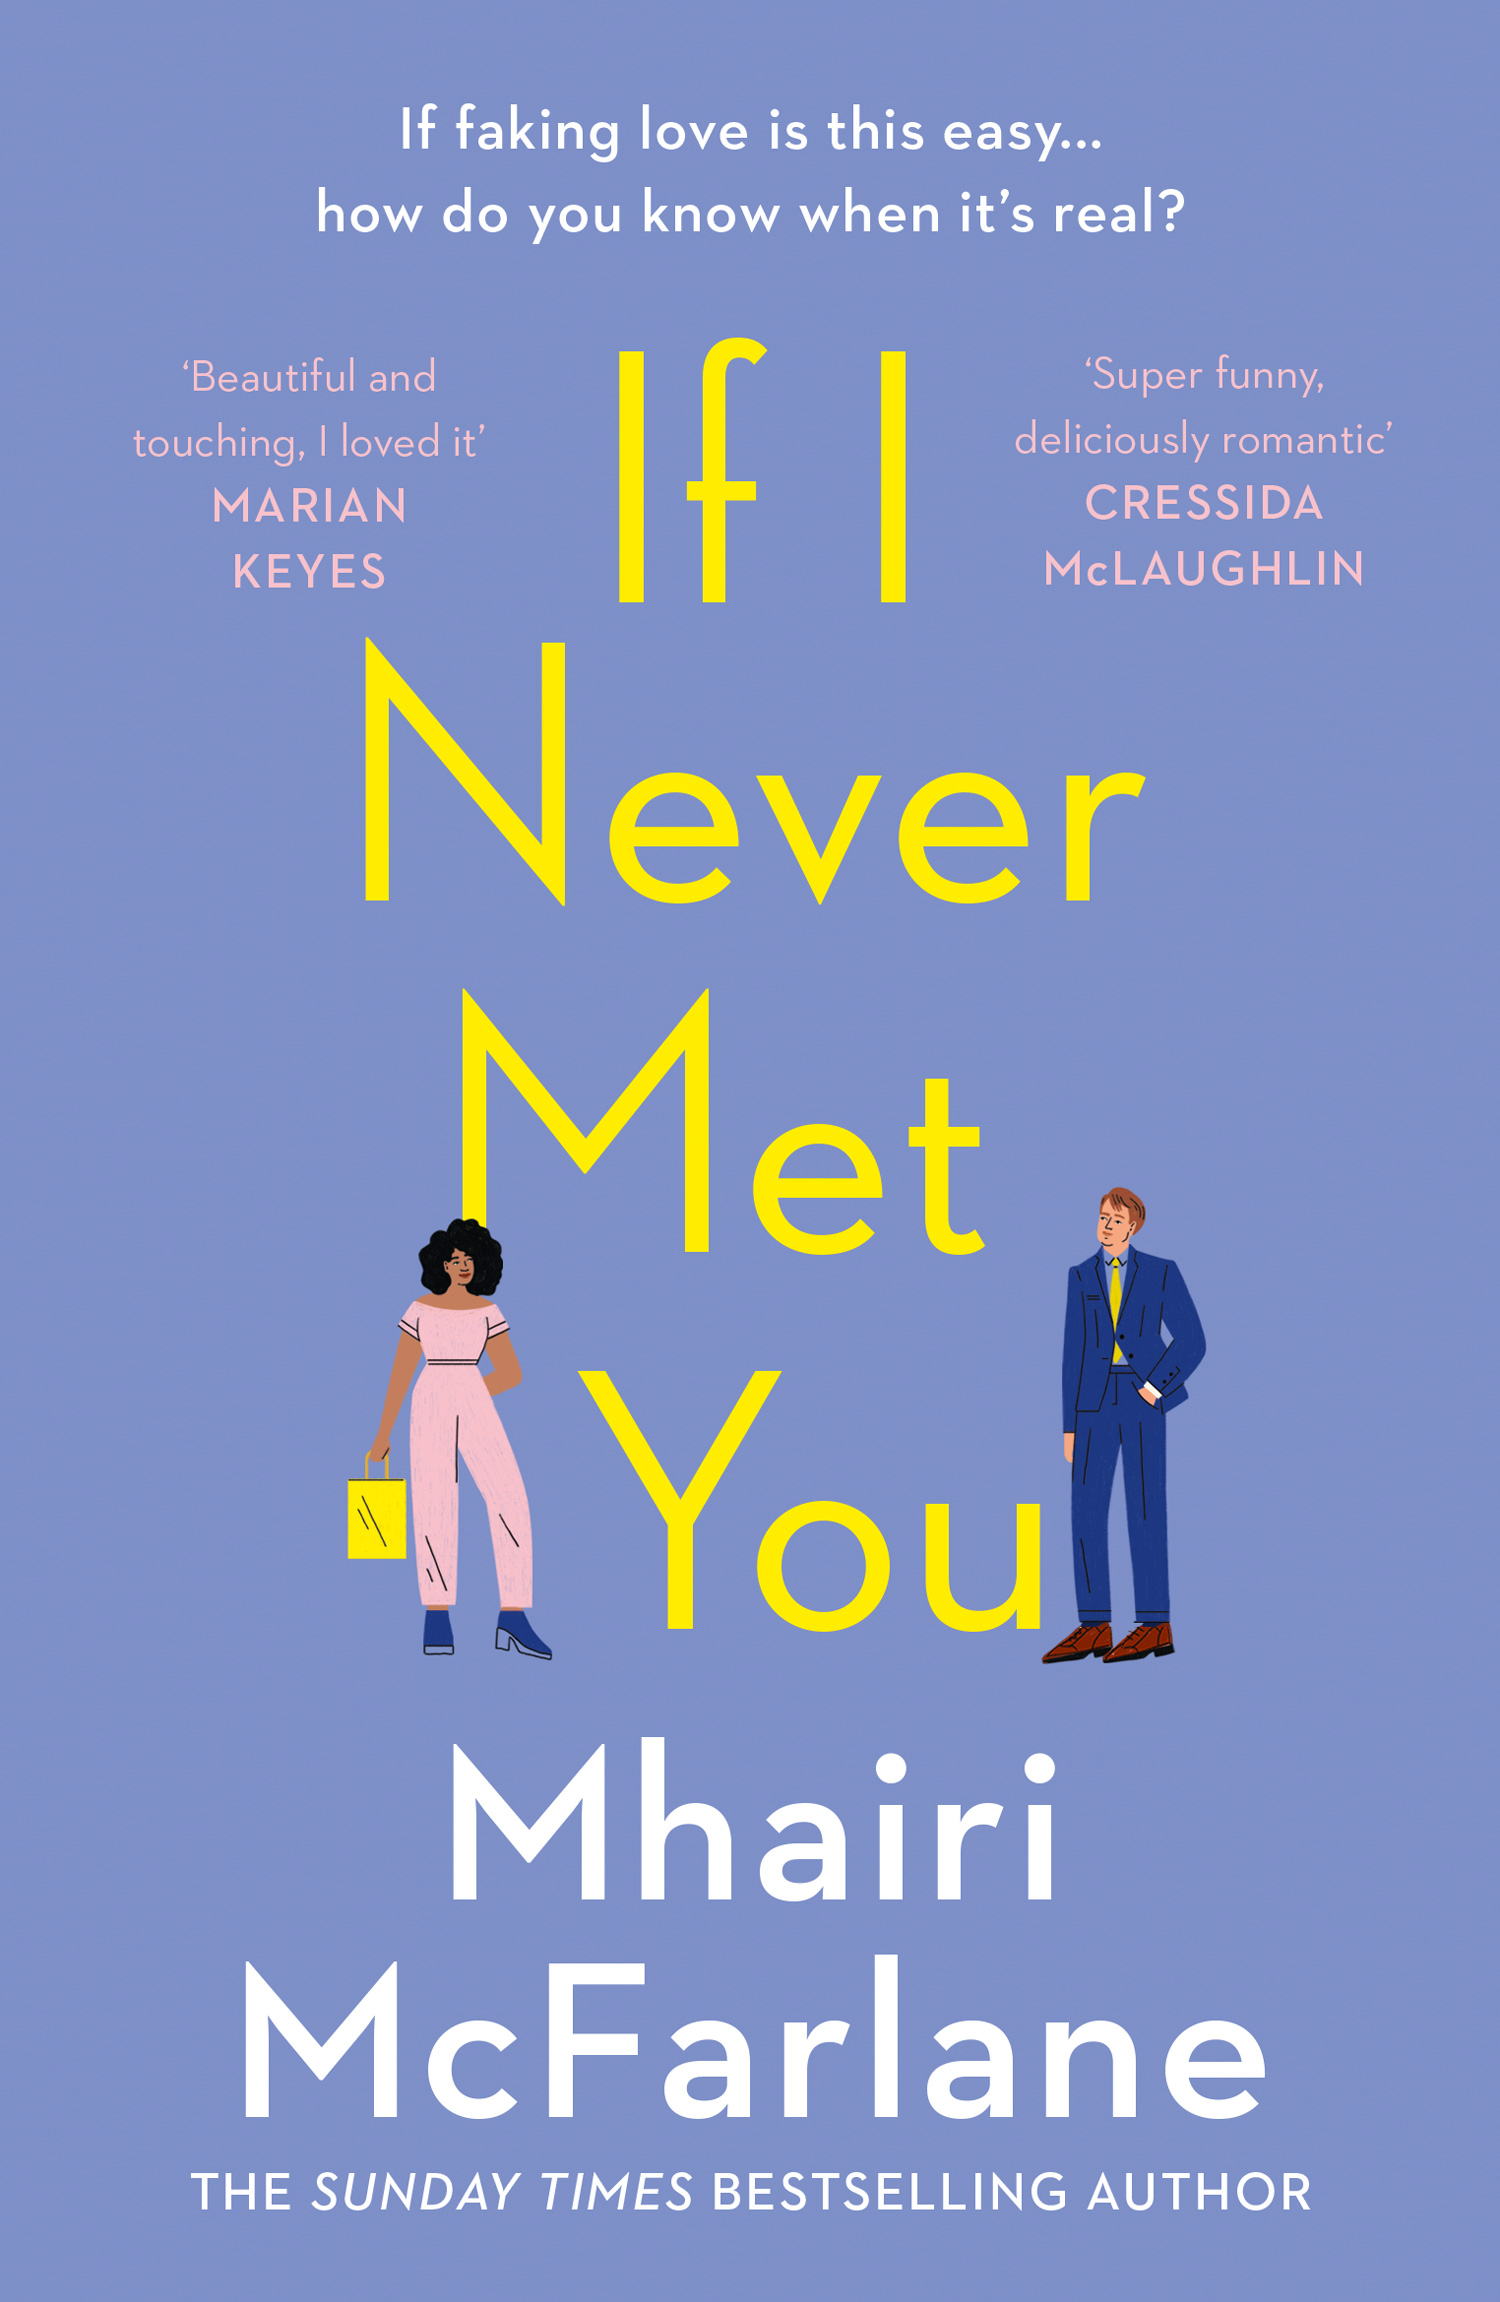 If faking love is this easy...
how do you know when it’s real?
‘Beautiful and
touching, I loved it’
MARIAN
KEYES
‘Super funny,
deliciously romantic’
CRESSIDA
McLAUGHLIN
If I
Never
Met
You
Mhairi
McFarlane
THE SUNDAY TIMES BESTSELLING AUTHOR